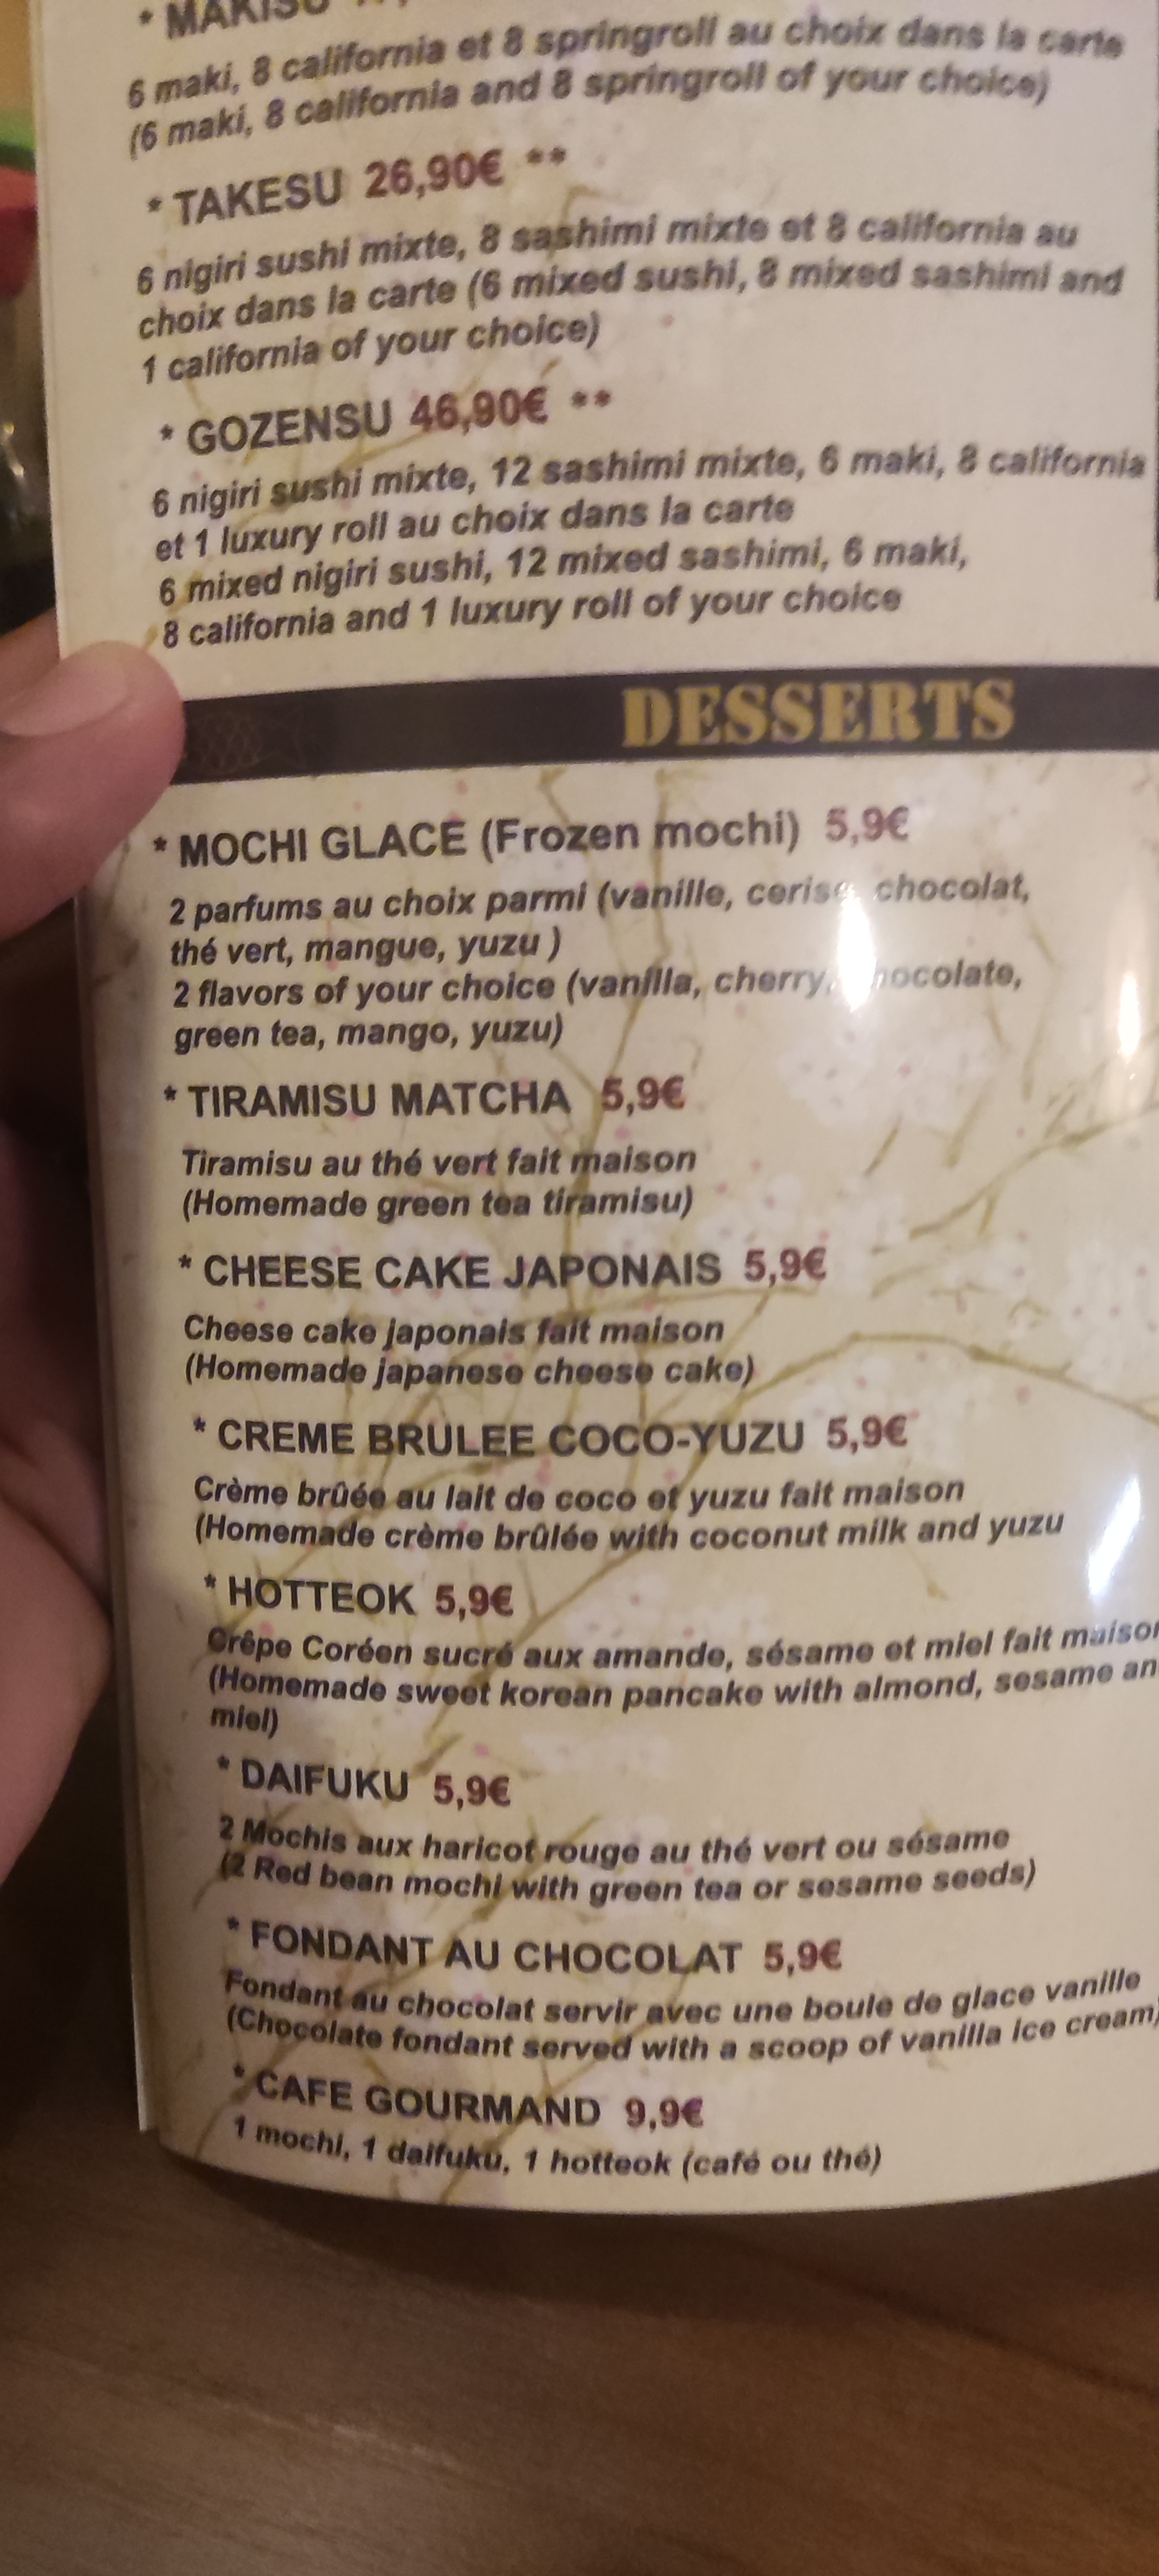 * MAKISU
6 maki, 8 california et 8 springroll au choix dans la carte
(6 maki, 8 california and 8 springroll of your choice)
* TAKESU 26,90€ **
6 nigiri sushi mixte, 8 sashimi mixte et 8 california au
choix dans la carte (6 mixed sushi, 8 mixed sashimi and
1 california of your choice)
* GOZENSU 46,90€ **
6 nigiri sushi mixte, 12 sashimi mixte, 6 maki, 8 california
et 1 luxury roll au choix dans la carte
6 mixed nigiri sushi, 12 mixed sashimi, 6 maki,
8 california and 1 luxury roll of your choice
DESSERTS
* MOCHI GLACE (Frozen mochi) 5,9€
2 parfums au choix parmi (vanille, cerise, chocolat,
thé vert, mangue, yuzu )
2 flavors of your choice (vanilla, cherry, chocolate,
green tea, mango, yuzu)
* TIRAMISU MATCHA 5,9€
Tiramisu au thé vert fait maison
(Homemade green tea tiramisu)
* CHEESE CAKE JAPONAIS 5,9€
Cheese cake japonais fait maison
(Homemade japanese cheese cake)
* CREME BRULEE COCO-YUZU 5,9€
Crème brûée au lait de coco et yuzu fait maison
(Homemade crème brûlée with coconut milk and yuzu
* HOTTEOK 5,9€
Crêpe Coréen sucré aux amande, sésame et miel fait maison
(Homemade sweet korean pancake with almond, sesame an
miel)
* DAIFUKU 5,9€
2 Mochis aux haricot rouge au thé vert ou sésame
(2 Red bean mochi with green tea or sesame seeds)
* FONDANT AU CHOCOLAT 5,9€
Fondant au chocolat servir avec une boule de glace vanille
(Chocolate fondant served with a scoop of vanilla ice cream)
* CAFE GOURMAND 9,9€
1 mochi, 1 daifuku, 1 hotteok (café ou thé)